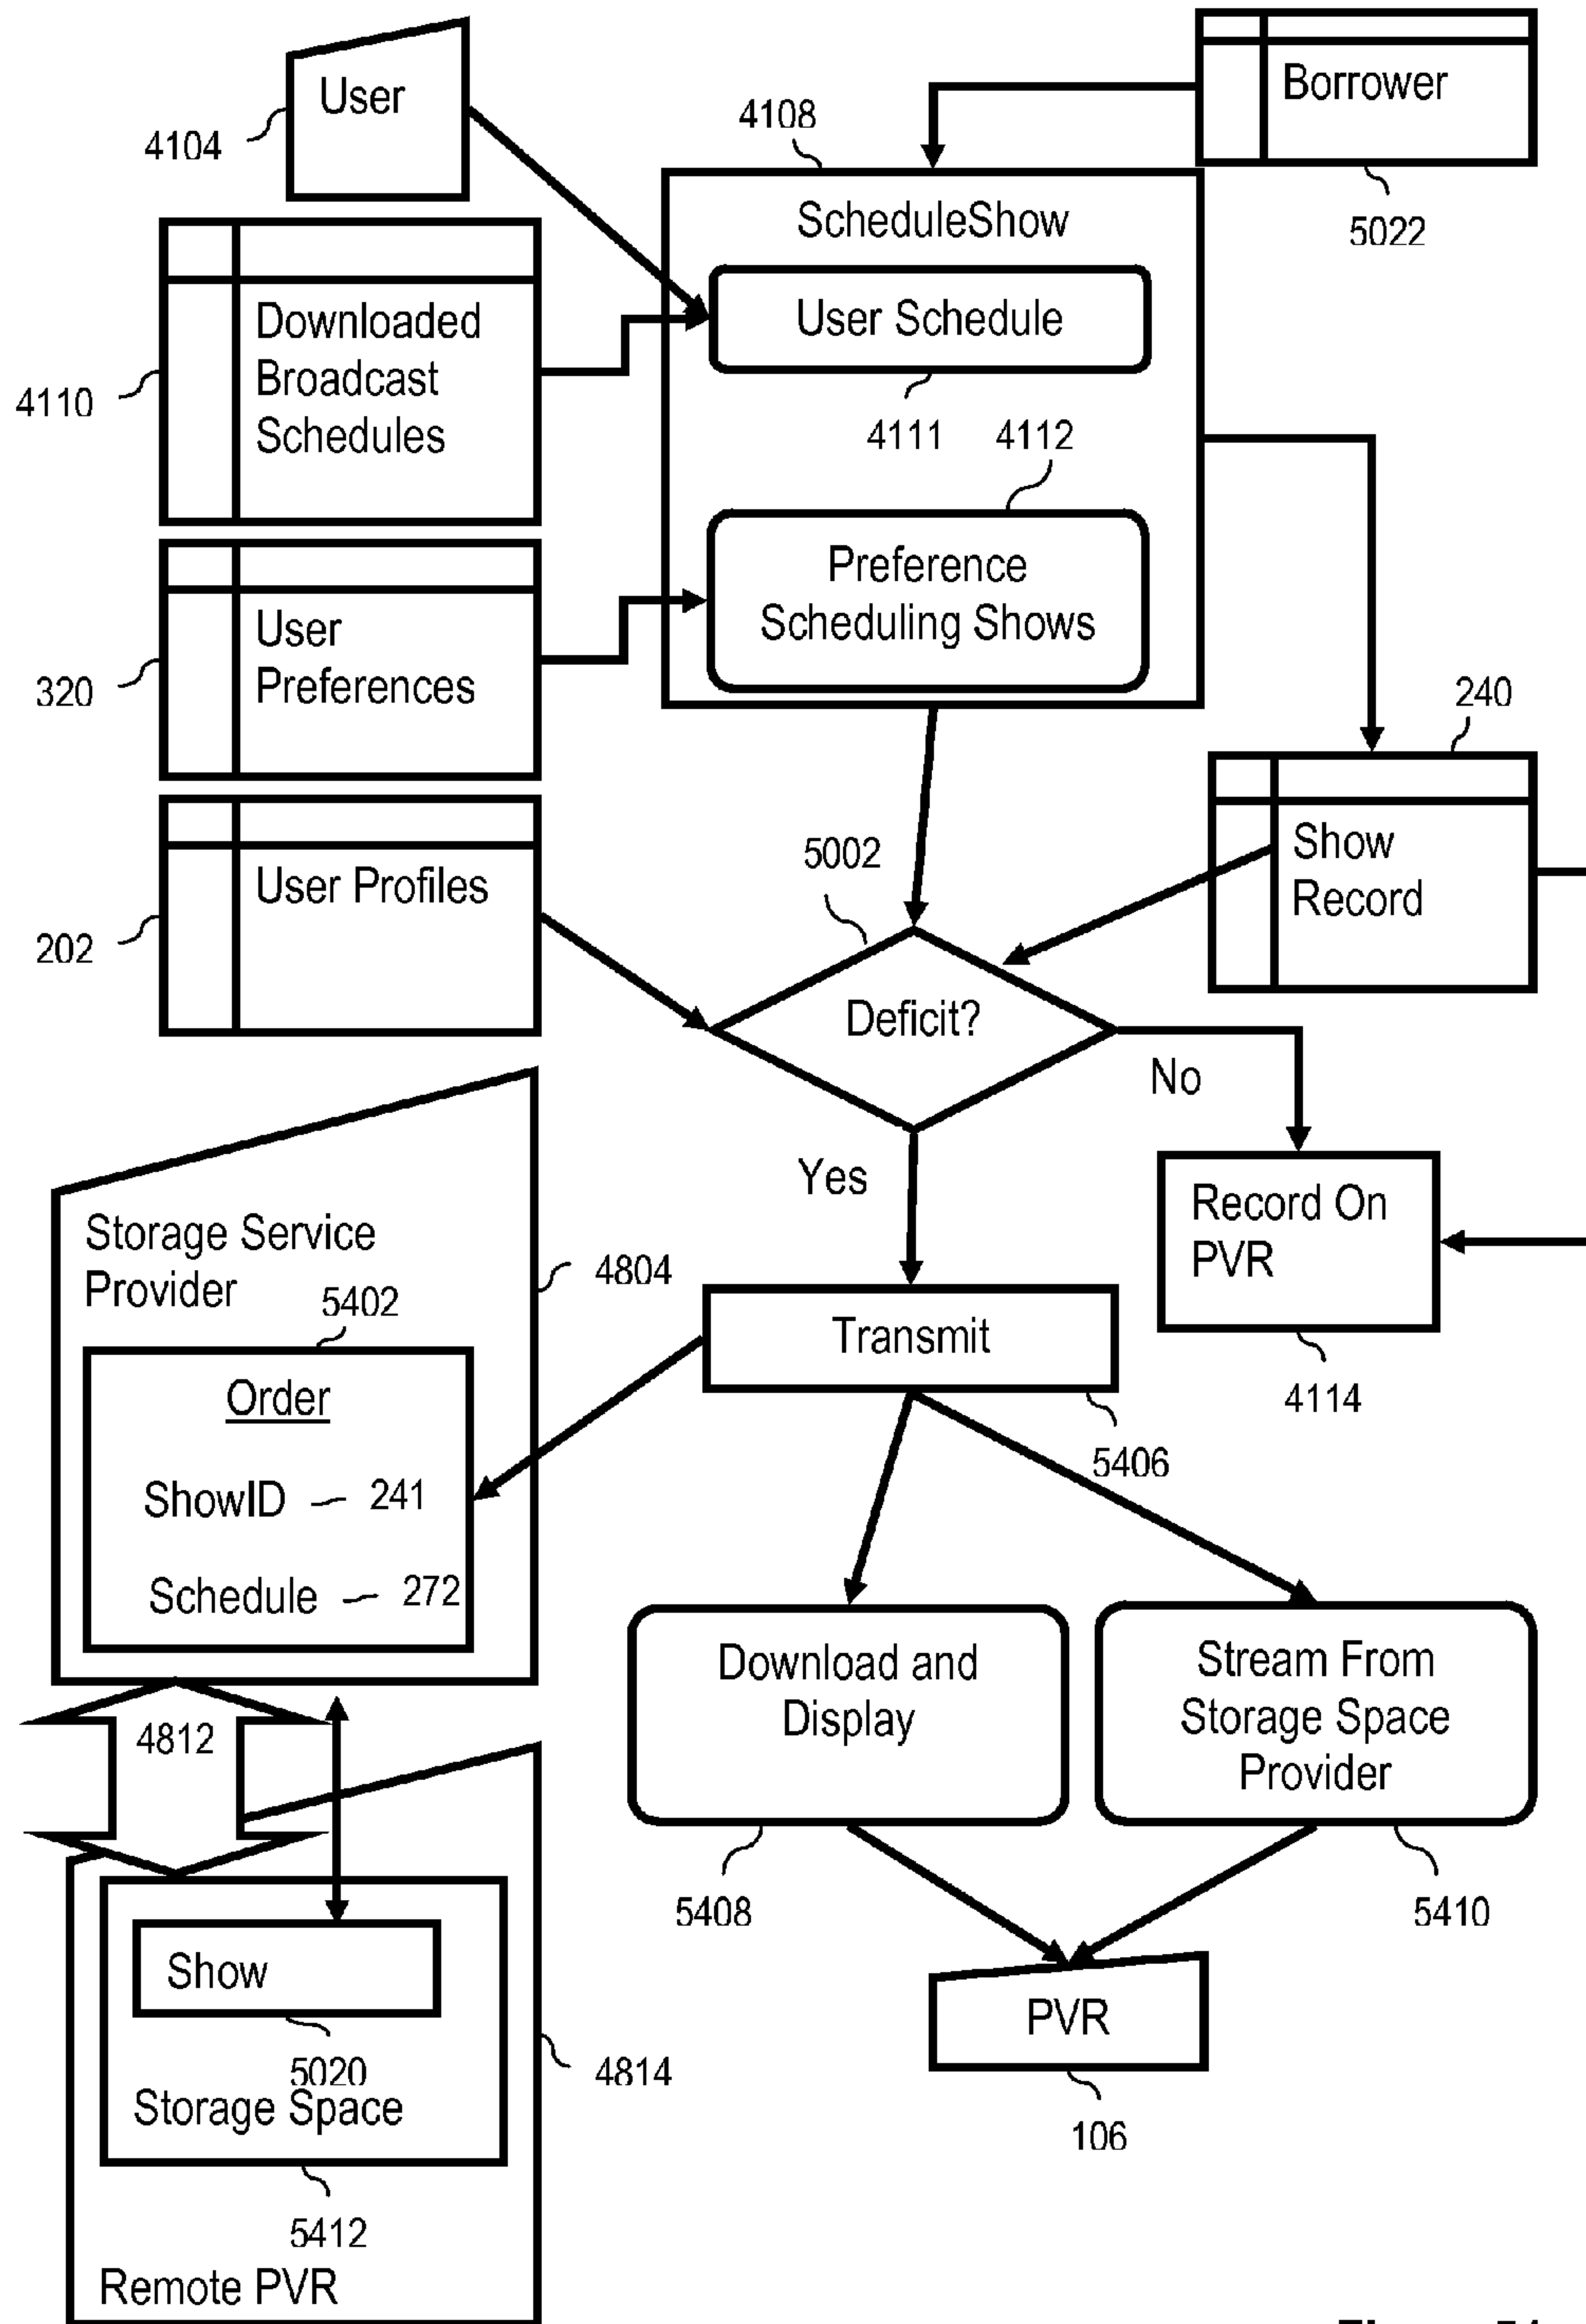 User
4104
Borrower
5022
4108
ScheduleShow
User Schedule
4111
4112
Preference
Scheduling Shows
Downloaded
Broadcast
Schedules
4110
User
Preferences
320
User Profiles
202
240
Show
Record
5002
Deficit?
No
Yes
Record On
PVR
4114
Storage Service
Provider
4804
5402
Order
ShowID
241
Schedule
272
Transmit
5406
4812
Download and
Display
5408
Stream From
Storage Space
Provider
5410
Show
5020
Storage Space
5412
4814
Remote PVR
PVR
106